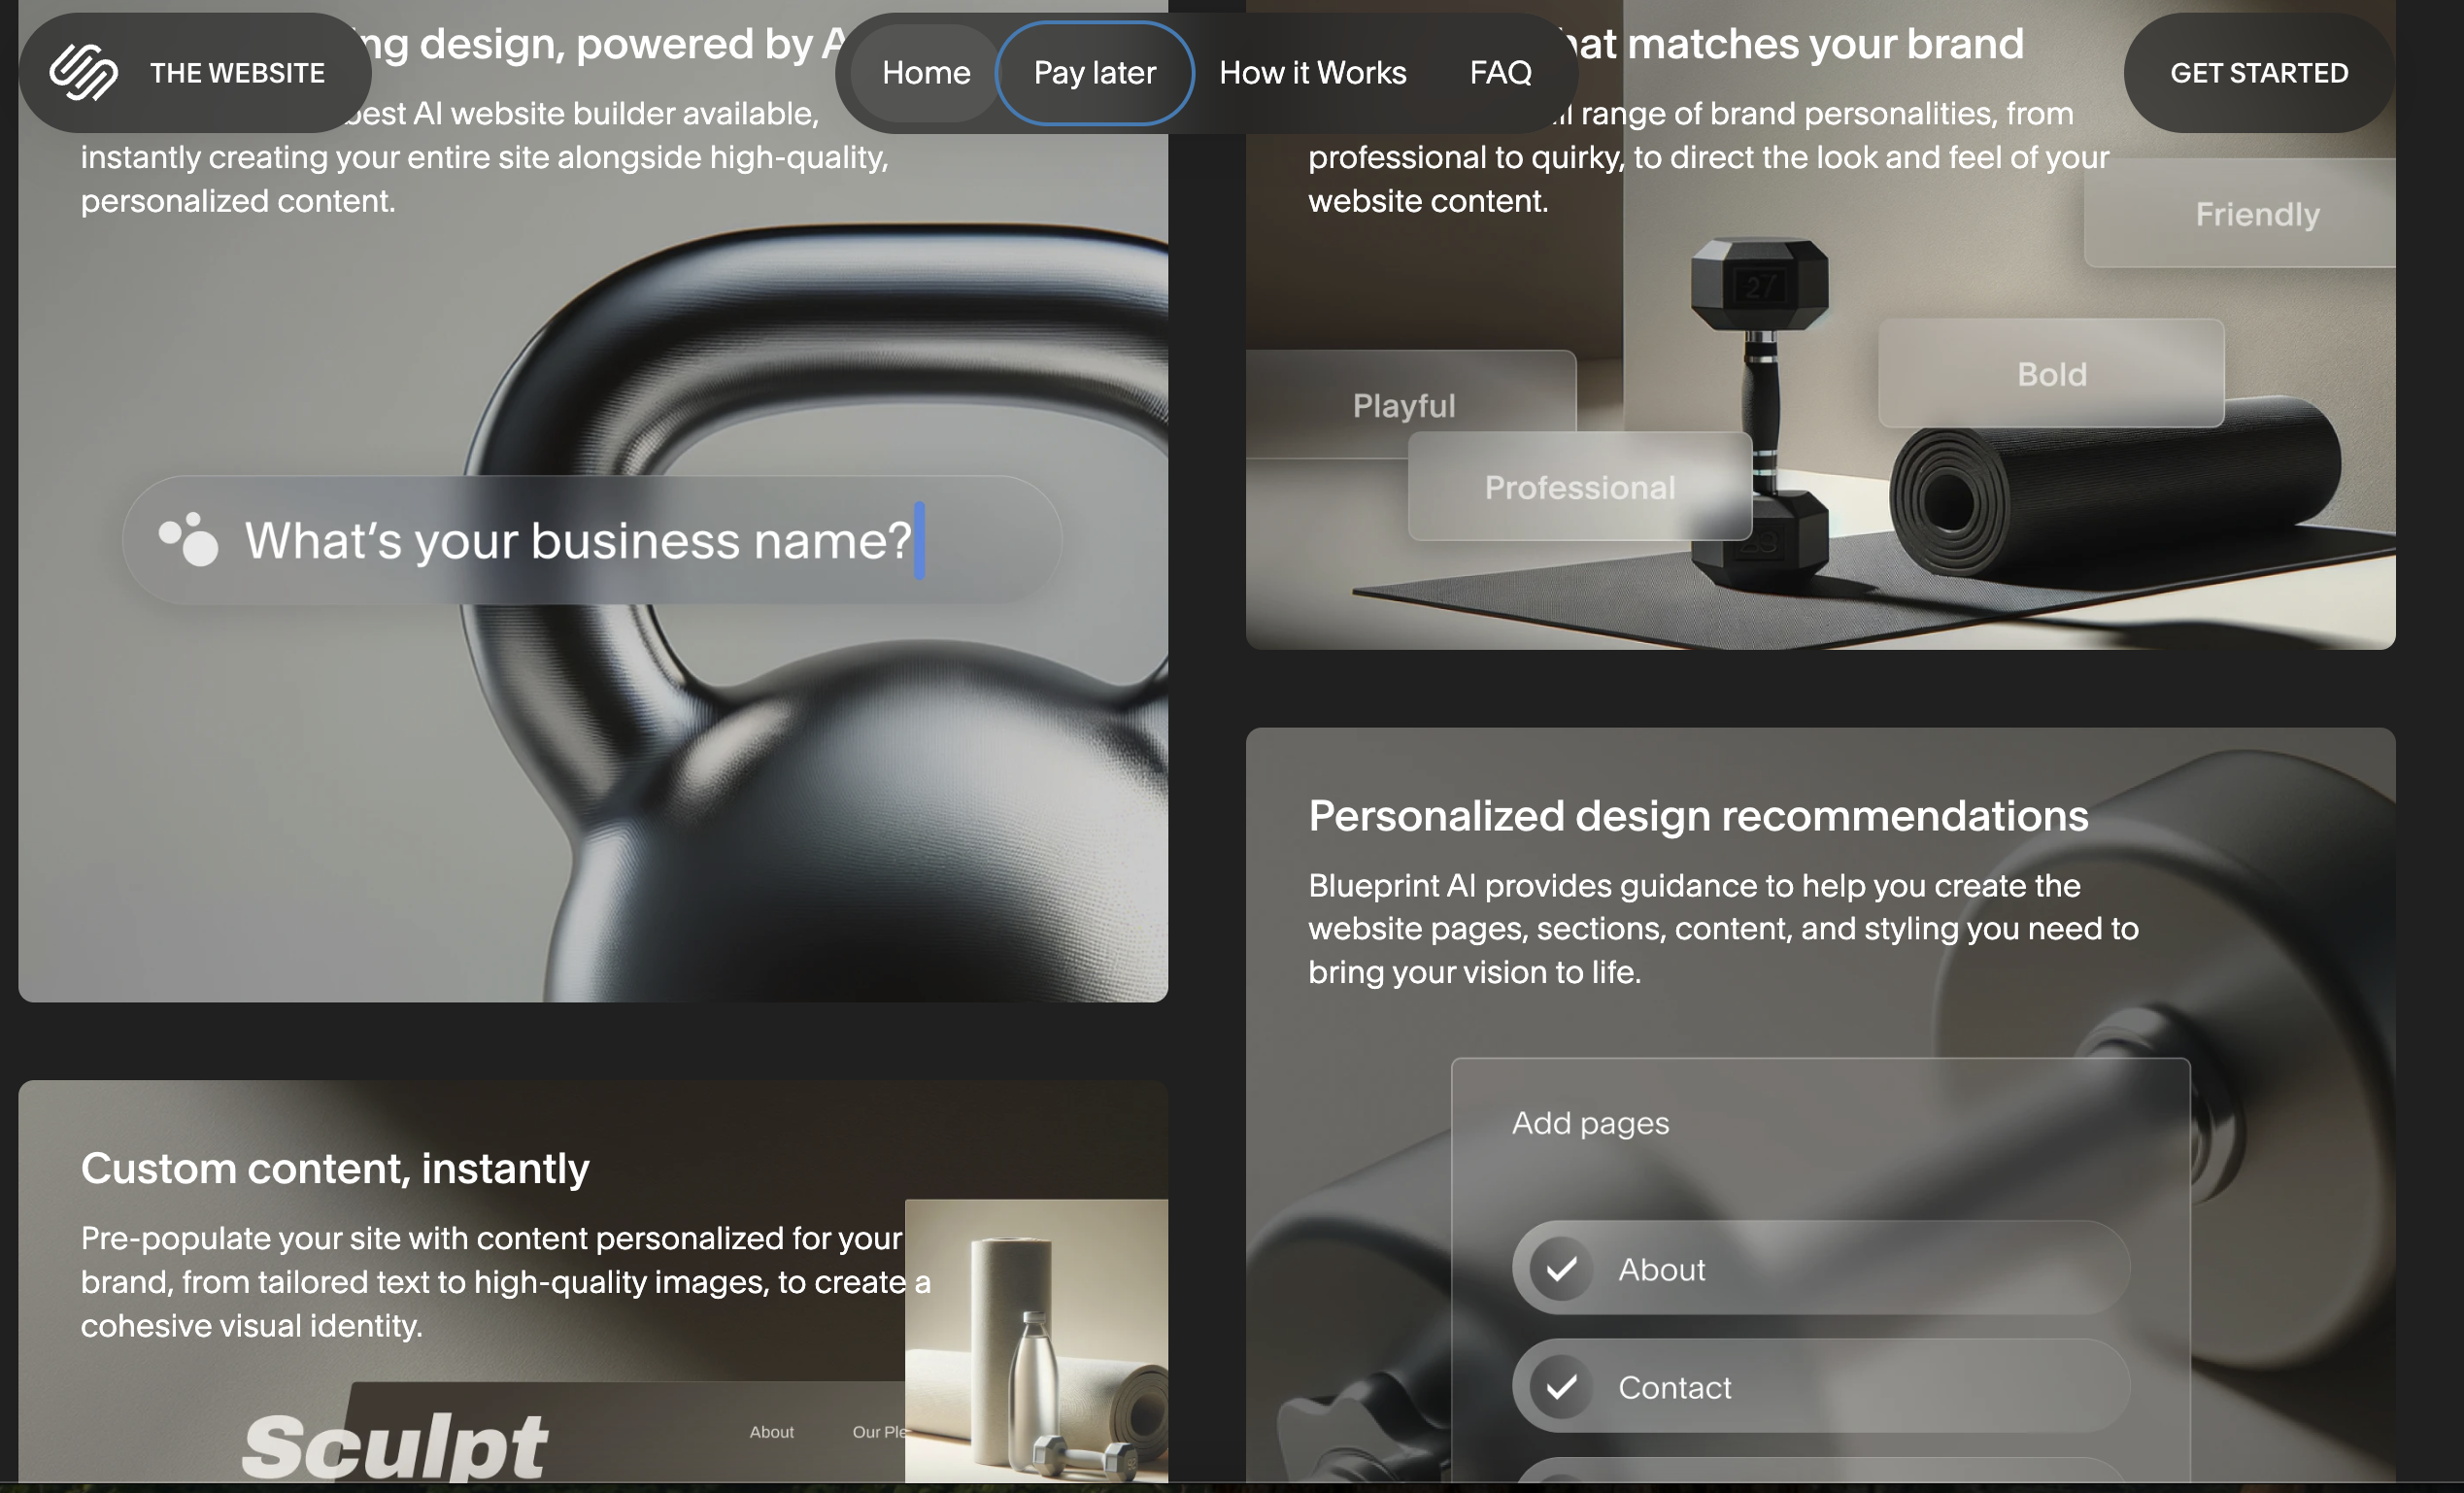 THE WEBSITE
Home
Pay later
How it Works
FAQ
GET STARTED
design, powered by
best AI website builder available,
instantly creating your entire site alongside high-quality,
personalized content.
What's your business name?
matches your brand
range of brand personalities, from
professional to quirky, to direct the look and feel of your
website content.
Friendly
27
Bold
Playful
Professional
Personalized design recommendations
Blueprint AI provides guidance to help you create the
website pages, sections, content, and styling you need to
bring your vision to life.
Add pages
About
Contact
Custom content, instantly
Pre-populate your site with content personalized for your
brand, from tailored text to high-quality images, to create a
cohesive visual identity.
Sculpt
About
Our